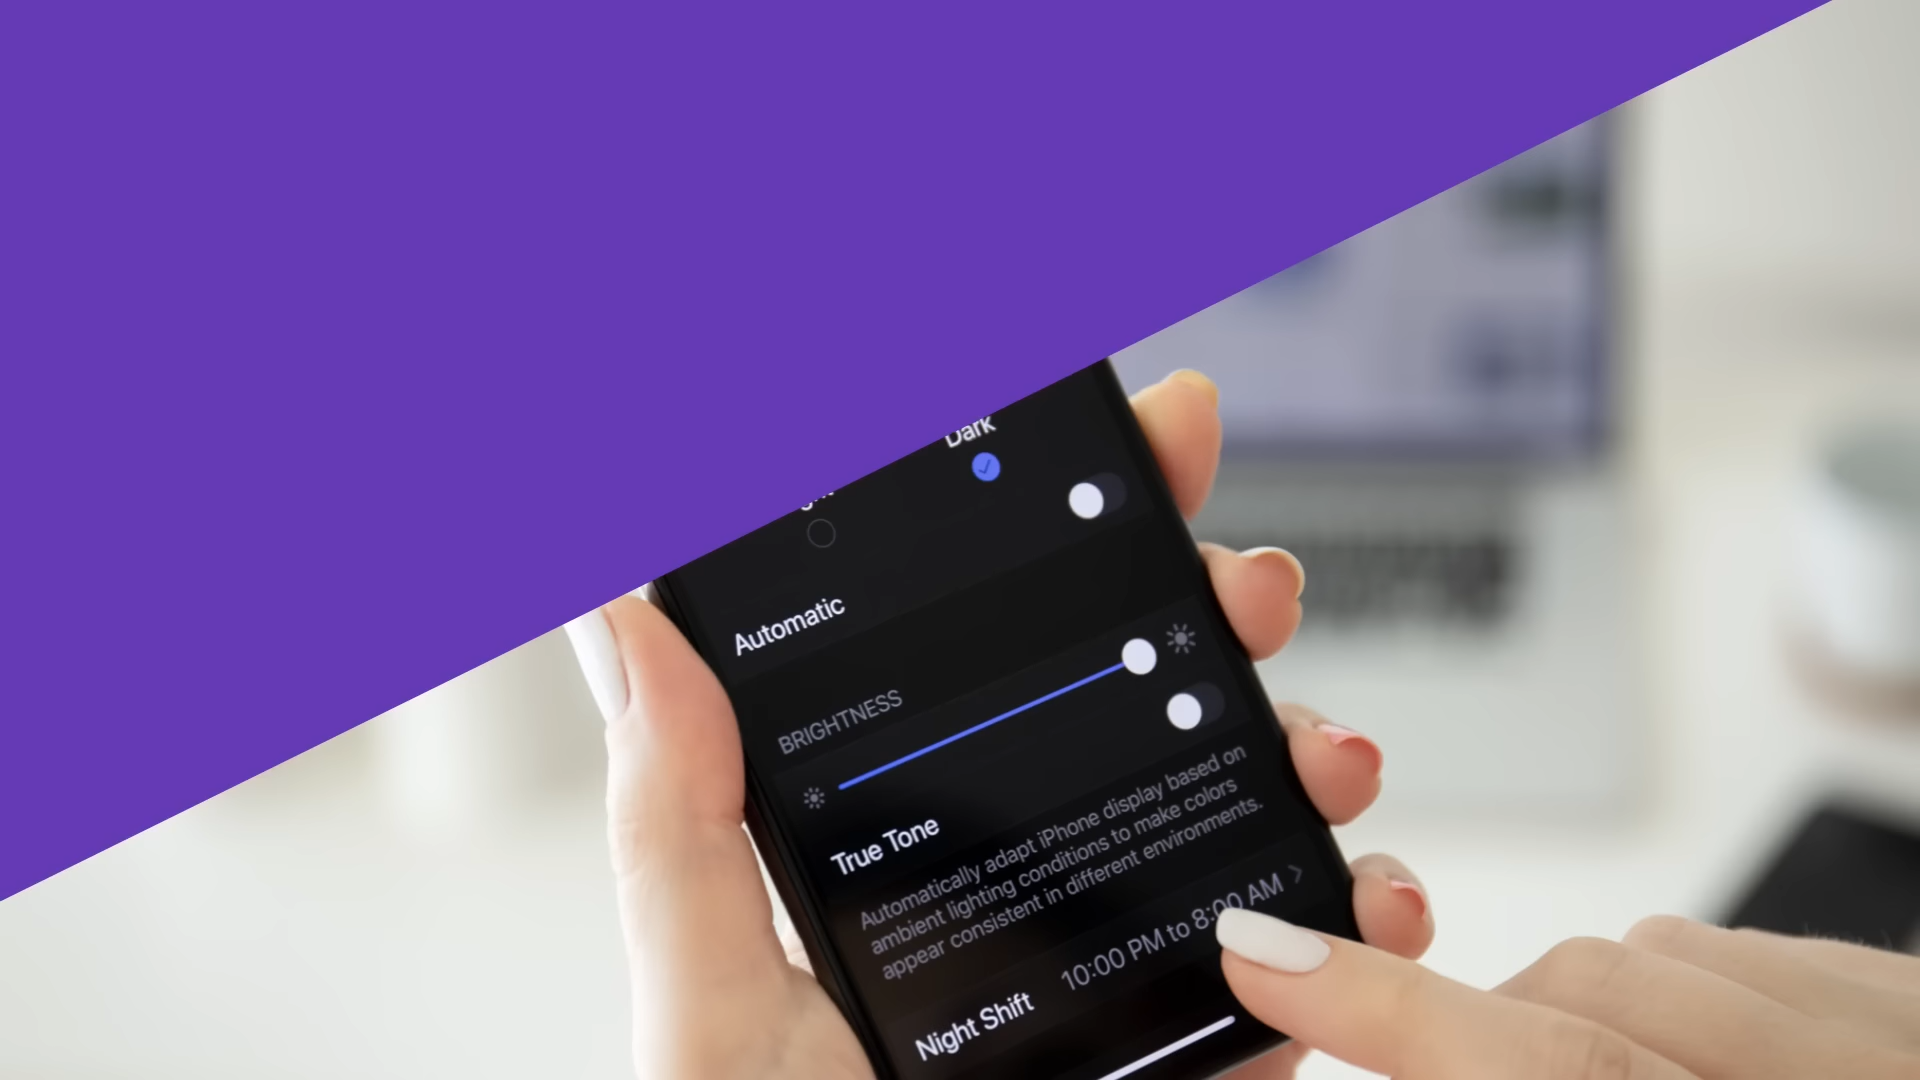 Dark
Automatic
BRIGHTNESS
True Tone
Automatically adapt iPhone display based on
ambient lighting conditions to make colors
appear consistent in different environments.
Night Shift 10:00 PM to 8:00 AM